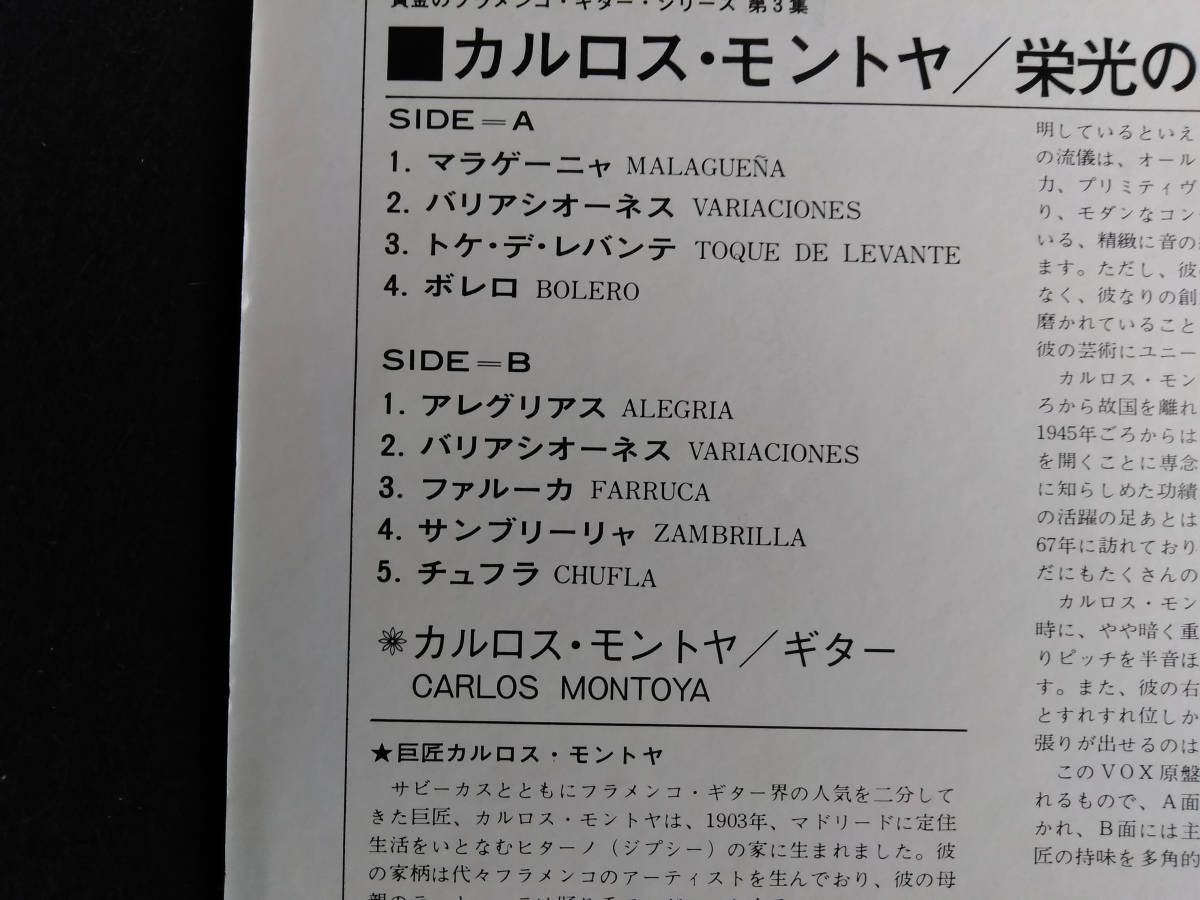 黄金のフラメンコ・ギター・シリーズ 第3集
■カルロス・モントヤ／栄光の
SIDE=A
1. マラゲーニャ MALAGUEÑA
2. バリアシオーネス VARIACIONES
3. トケ・デ・レバンテ TOQUE DE LEVANTE
4. ボレロ BOLERO
SIDE=B
1. アレグリアス ALEGRIA
2. バリアシオーネス VARIACIONES
3. ファルーカ FARRUCA
4. サンブリーリャ ZAMBRILLA
5. チュフラ CHUFLA
カルロス・モントヤ／ギター
CARLOS MONTOYA
★巨匠カルロス・モントヤ
サビーカスとともにフラメンコ・ギター界の人気を二分して
きた巨匠、カルロス・モントヤは、1903年、マドリードに定住
生活をいとなむヒターノ（ジプシー）の家に生まれました。彼
の家柄は代々フラメンコのアーティストを生んでおり、彼の母
明しているといえ
の流儀は、オール
力、プリミティヴ
り、モダンなコン
いる、精緻に音の
ます。ただし、彼
なく、彼なりの創
磨かれていること
彼の芸術にユニー
カルロス・モン
ろから故国を離れ
1945年ごろからは
を開くことに専念
に知らしめた功績
の活躍の足あとは
67年に訪れており
だにもたくさんの
カルロス・モン
時に、やや暗く重
りピッチを半音ほ
す。また、彼の右
とすれすれ位しか
張りが出せるのは
このVOX原盤
れるもので、A面
かれ、B面には主
匠の持味を多角的